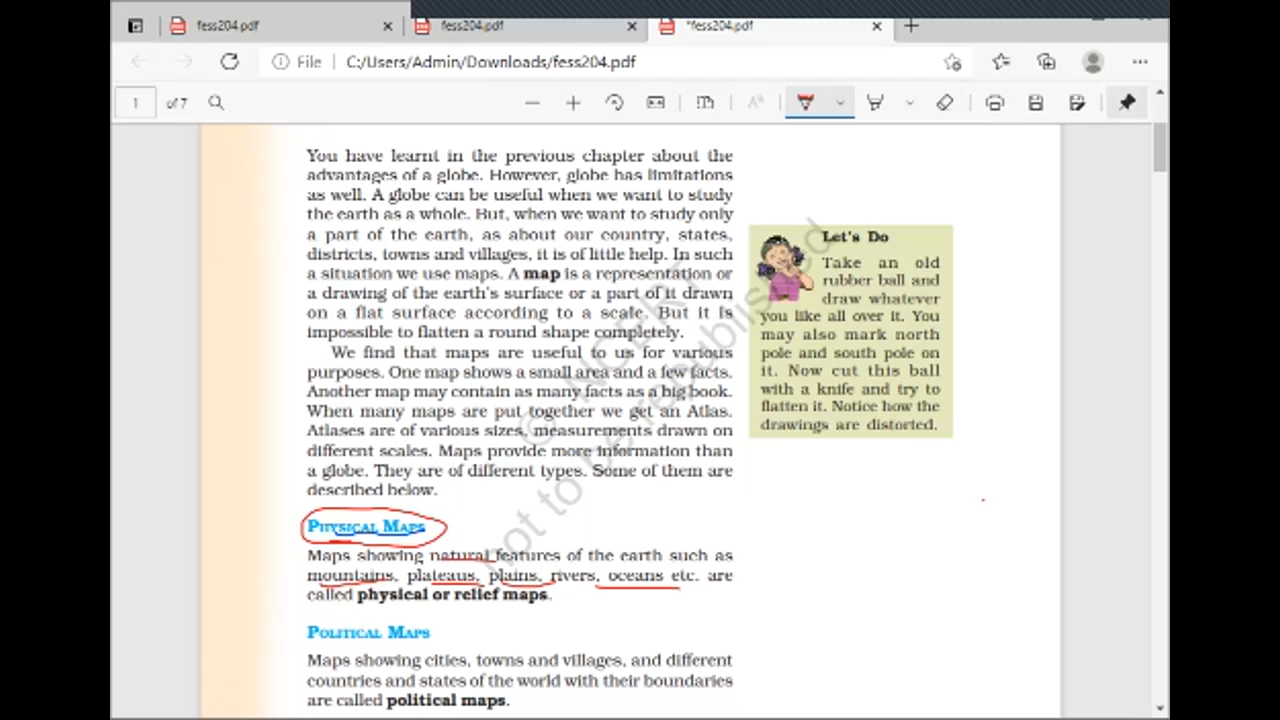 fess204.pdf
fess204.pdf
*fess204.pdf
File
C:/Users/Admin/Downloads/fess204.pdf
1
of 7
You have learnt in the previous chapter about the
advantages of a globe. However, globe has limitations
as well. A globe can be useful when we want to study
the earth as a whole. But, when we want to study only
a part of the earth, as about our country, states,
districts, towns and villages, it is of little help. In such
a situation we use maps. A map is a representation or
a drawing of the earth's surface or a part of it drawn
on a flat surface according to a scale. But it is
impossible to flatten a round shape completely.
We find that maps are useful to us for various
purposes. One map shows a small area and a few facts.
Another map may contain as many facts as a big book.
When many maps are put together we get an Atlas.
Atlases are of various sizes, measurements drawn on
different scales. Maps provide more information than
a globe. They are of different types. Some of them are
described below.
Physical Maps
Maps showing natural features of the earth such as
mountains, plateaus, plains, rivers, oceans etc. are
called physical or relief maps.
Political Maps
Maps showing cities, towns and villages, and different
countries and states of the world with their boundaries
are called political maps.
Let's Do
Take an old
rubber ball and
draw whatever
you like all over it. You
may also mark north
pole and south pole on
it. Now cut this ball
with a knife and try to
flatten it. Notice how the
drawings are distorted.
© NCERT
not to be republished